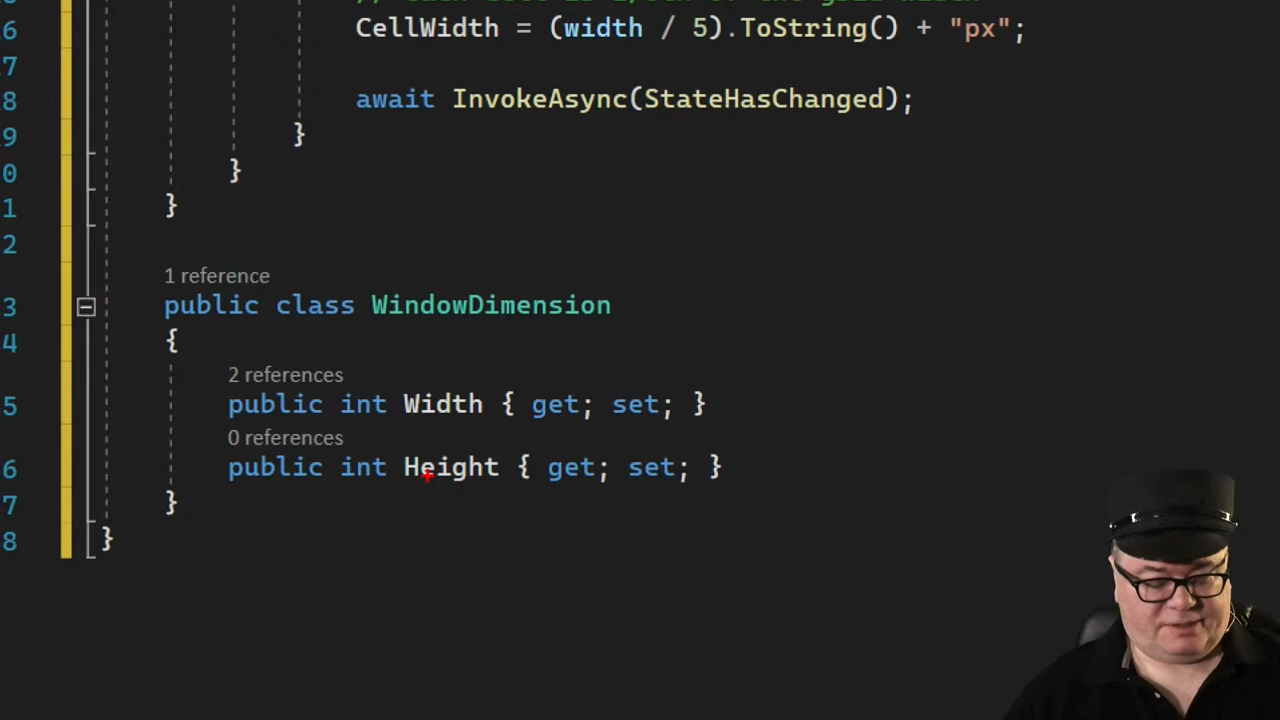 6 CellWidth = (width / 5).ToString() + "px";
7
8 await InvokeAsync(StateHasChanged);
9 }
0 }
1 }
2
1 reference
3 public class WindowDimension
4 {
2 references
5 public int Width { get; set; }
0 references
6 public int Height { get; set; }
7 }
8 }